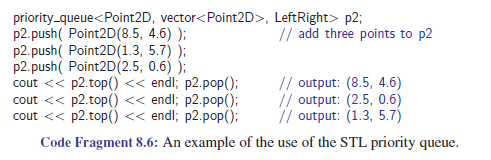 priority_queue<Point2D, vector<Point2D>, LeftRight> p2;
p2.push( Point2D(8.5, 4.6) ); // add three points to p2
p2.push( Point2D(1.3, 5.7) );
p2.push( Point2D(2.5, 0.6) );
cout << p2.top() << endl; p2.pop(); // output: (8.5, 4.6)
cout << p2.top() << endl; p2.pop(); // output: (2.5, 0.6)
cout << p2.top() << endl; p2.pop(); // output: (1.3, 5.7)
Code Fragment 8.6: An example of the use of the STL priority queue.